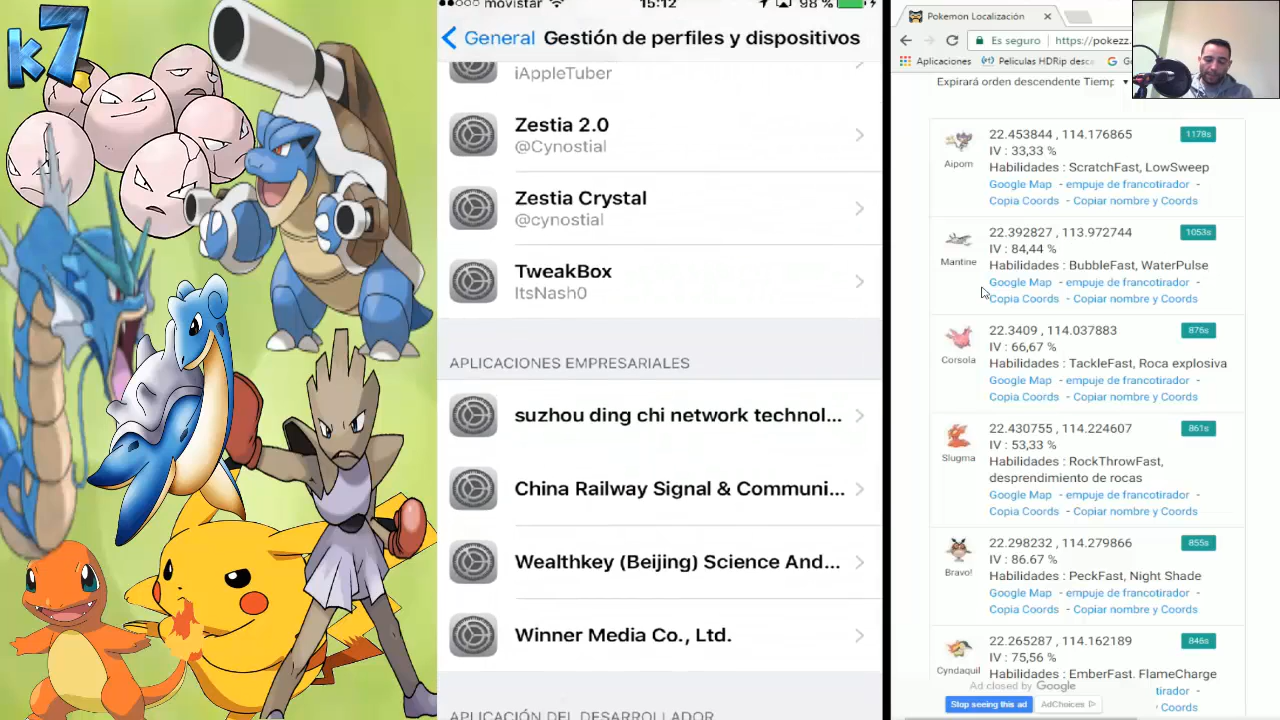 k7
movistar 15:12 98 %
General Gestión de perfiles y dispositivos
iAppleTuber
Zestia 2.0
@Cynostial
Zestia Crystal
@cynostial
TweakBox
ItsNash0
APLICACIONES EMPRESARIALES
suzhou ding chi network technol...
China Railway Signal & Communi...
Wealthkey (Beijing) Science And...
Winner Media Co., Ltd.
APLICACIÓN DEL DESARROLLADOR
Pokemon Localización
Es seguro https://pokezz.
Aplicaciones Peliculas HDRip desc
Expirará orden descendente Tiemp
Aipom
22.453844 , 114.176865 1178s
IV : 33,33 %
Habilidades : ScratchFast, LowSweep
Google Map - empuje de francotirador -
Copia Coords - Copiar nombre y Coords
Mantine
22.392827 , 113.972744 1053s
IV : 84,44 %
Habilidades : BubbleFast, WaterPulse
Google Map - empuje de francotirador -
Copia Coords - Copiar nombre y Coords
Corsola
22.3409 , 114.037883 876s
IV : 66,67 %
Habilidades : TackleFast, Roca explosiva
Google Map - empuje de francotirador -
Copia Coords - Copiar nombre y Coords
Slugma
22.430755 , 114.224607 861s
IV : 53,33 %
Habilidades : RockThrowFast,
desprendimiento de rocas
Google Map - empuje de francotirador -
Copia Coords - Copiar nombre y Coords
Bravo!
22.298232 , 114.279866 855s
IV : 86.67 %
Habilidades : PeckFast, Night Shade
Google Map - empuje de francotirador -
Copia Coords - Copiar nombre y Coords
Cyndaquil
22.265287 , 114.162189 846s
IV : 75,56 %
Habilidades : EmberFast, FlameCharge
Ad closed by Google
tirador -
Stop seeing this ad AdChoices
Coords